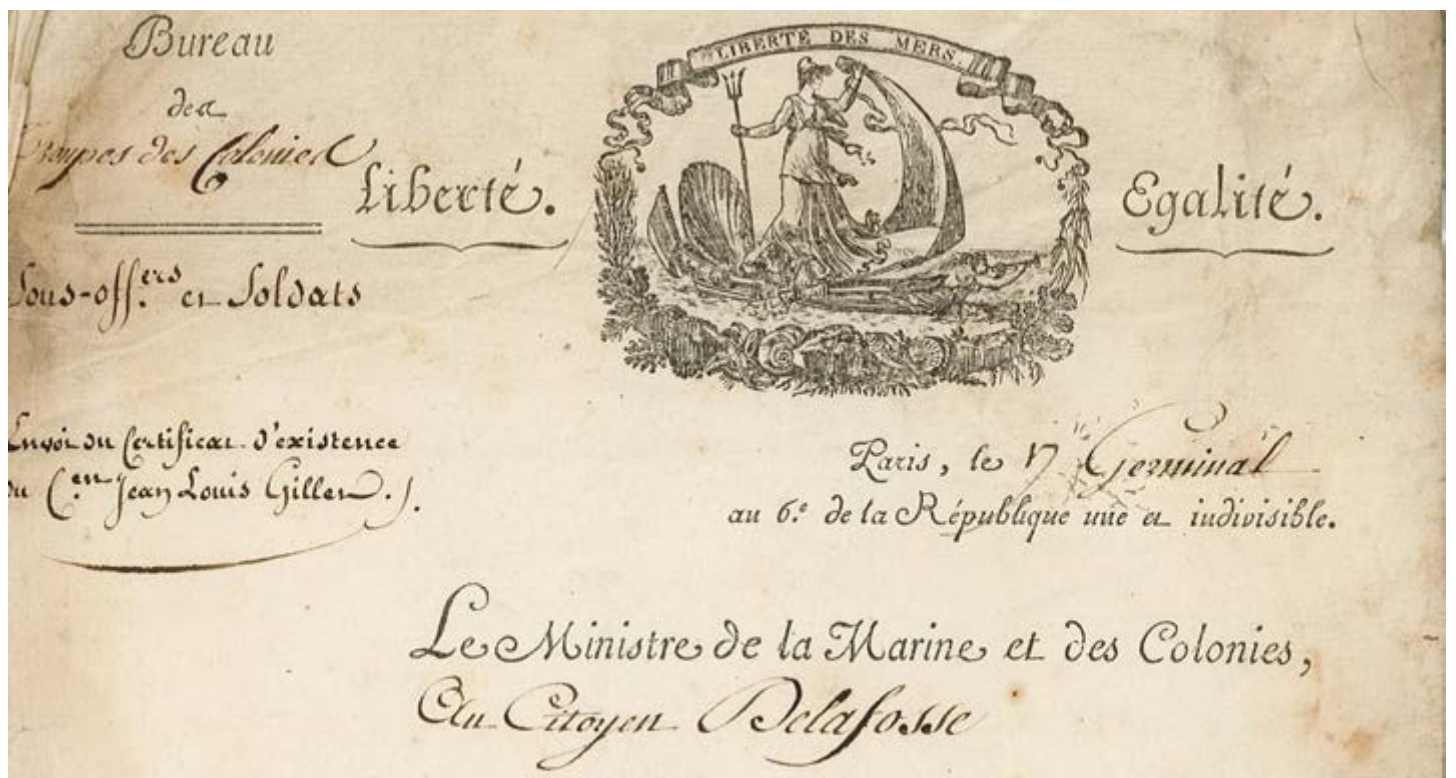 Bureau
des
Troupes des Colonies
Sous-off.ers et Soldats
Envoi du Certificat d'existence
du C.en Jean Louis Gillet.
LIBERTÉ DES MERS.
Liberté.
Egalité.
Paris, le 17 Germinal
au 6.e de la République une et indivisible.
Le Ministre de la Marine et des Colonies,
Au Citoyen Delafosse